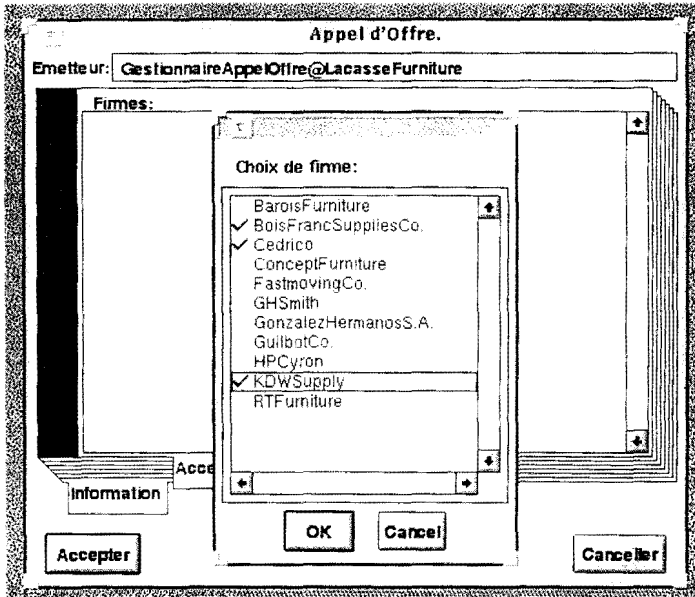 Appel d'Offre.
Emetteur: GestionnaireAppelOffre@LacasseFurniture
Firmes:
Choix de firme:
BaroisFurniture
BoisFrancSuppliesCo.
Cedrico
ConceptFurniture
FastmovingCo.
GHSmith
GonzalezHermanosS.A.
GuilbotCo.
HPCyron
KDWSupply
RTFurniture
Acce
Information
OK Cancel
Accepter Canceller